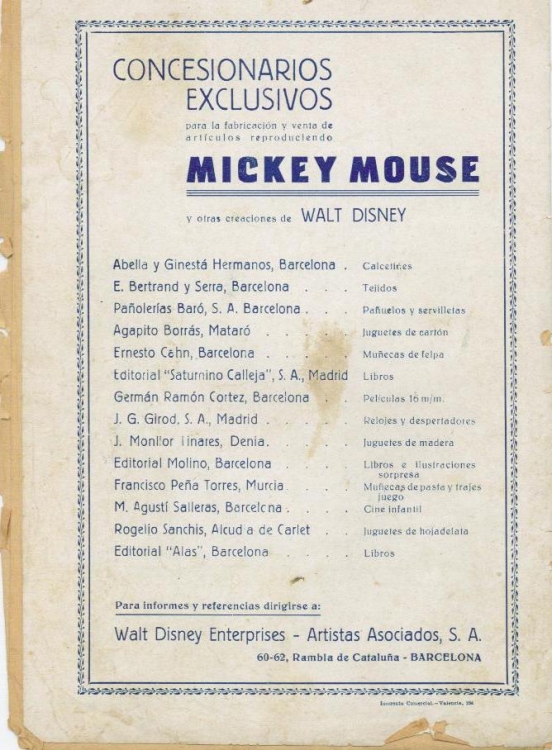 CONCESIONARIOS
EXCLUSIVOS
para la fabricación y venta de
artículos reproduciendo
MICKEY MOUSE
y otras creaciones de WALT DISNEY
Abella y Ginestá Hermanos, Barcelona . Calcetines
E. Bertrand y Serra, Barcelona . . . Tejidos
Pañolerías Baró, S. A. Barcelona . . . Pañuelos y servilletas
Agapito Borrás, Mataró . . . . . Juguetes de cartón
Ernesto Cahn, Barcelona . . . . . Muñecas de felpa
Editorial "Saturnino Calleja", S. A., Madrid Libros
Germán Ramón Cortez, Barcelona . . Películas 16 m/m.
J. G. Girod, S. A., Madrid . . . . . Relojes y despertadores
J. Monllor Linares, Denia. . . . . Juguetes de madera
Editorial Molino, Barcelona . . . . Libros e ilustraciones
sorpresa
Francisco Peña Torres, Murcia . . . Muñecas de pasta y trajes
juego
M. Agustí Salleras, Barcelona . . . . Cine infantil
Rogelio Sanchis, Alcudia de Carlet . . Juguetes de hojadelata
Editorial "Alas", Barcelona . . . . Libros
Para informes y referencias dirigirse a:
Walt Disney Enterprises - Artistas Asociados, S. A.
60-62, Rambla de Cataluña - BARCELONA
Imprenta Comercial.-Valencia,